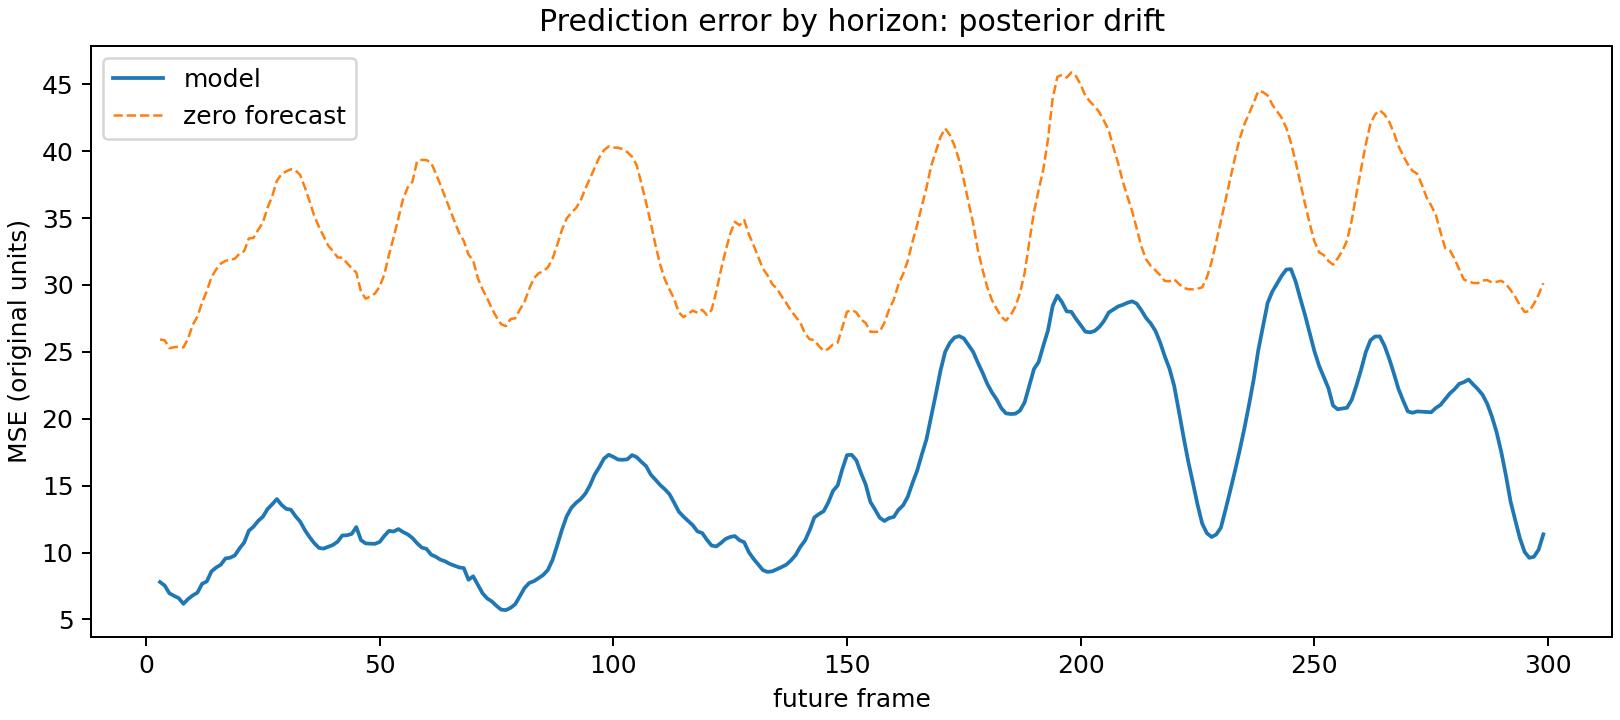 Prediction error by horizon: posterior drift
model
zero forecast
MSE (original units)
45
40
35
30
25
20
15
10
5
0 50 100 150 200 250 300
future frame